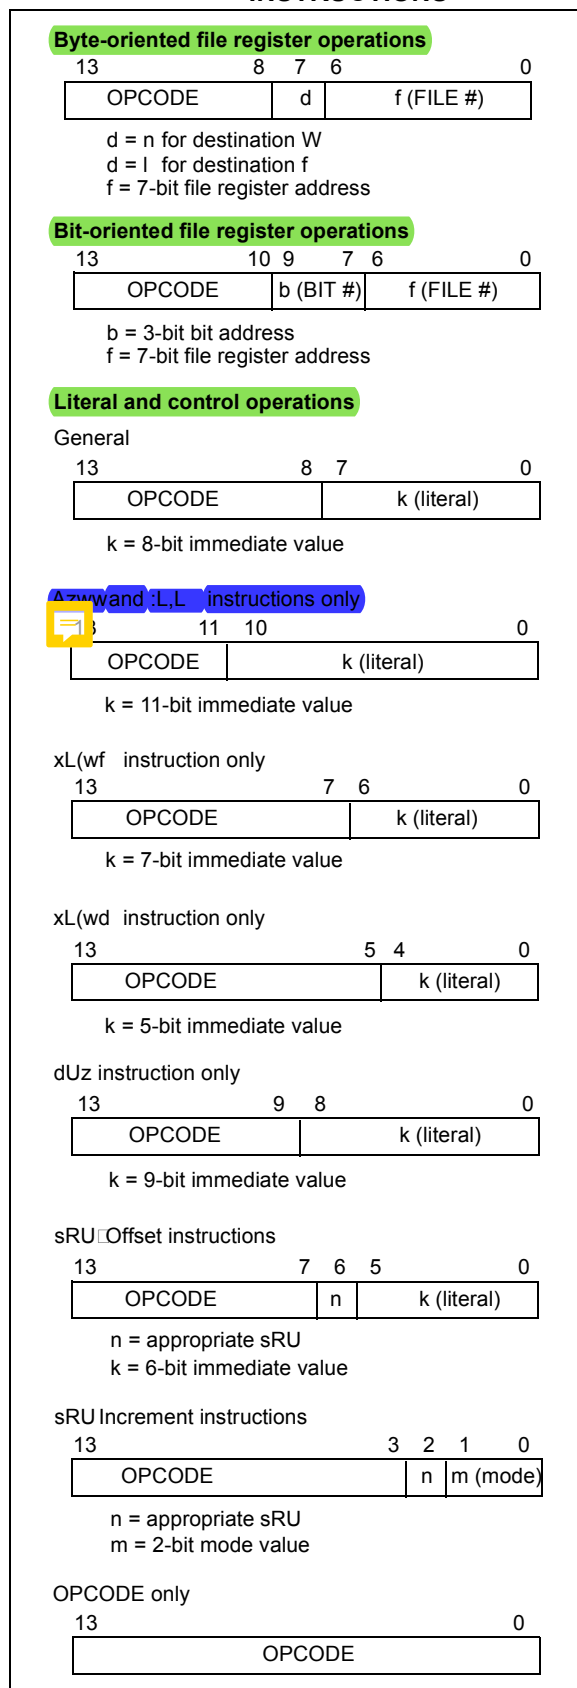 Byte-oriented file register operations
13 8 7 6 0
OPCODE d f (FILE #)
d = n for destination W
d = l for destination f
f = 7-bit file register address
Bit-oriented file register operations
13 10 9 7 6 0
OPCODE b (BIT #) f (FILE #)
b = 3-bit bit address
f = 7-bit file register address
Literal and control operations
General
13 8 7 0
OPCODE k (literal)
k = 8-bit immediate value
Azww and :L,L instructions only
13 11 10 0
OPCODE k (literal)
k = 11-bit immediate value
xL(wf instruction only
13 7 6 0
OPCODE k (literal)
k = 7-bit immediate value
xL(wd instruction only
13 5 4 0
OPCODE k (literal)
k = 5-bit immediate value
dUz instruction only
13 9 8 0
OPCODE k (literal)
k = 9-bit immediate value
sRU Offset instructions
13 7 6 5 0
OPCODE n k (literal)
n = appropriate sRU
k = 6-bit immediate value
sRU Increment instructions
13 3 2 1 0
OPCODE n m (mode)
n = appropriate sRU
m = 2-bit mode value
OPCODE only
13 0
OPCODE